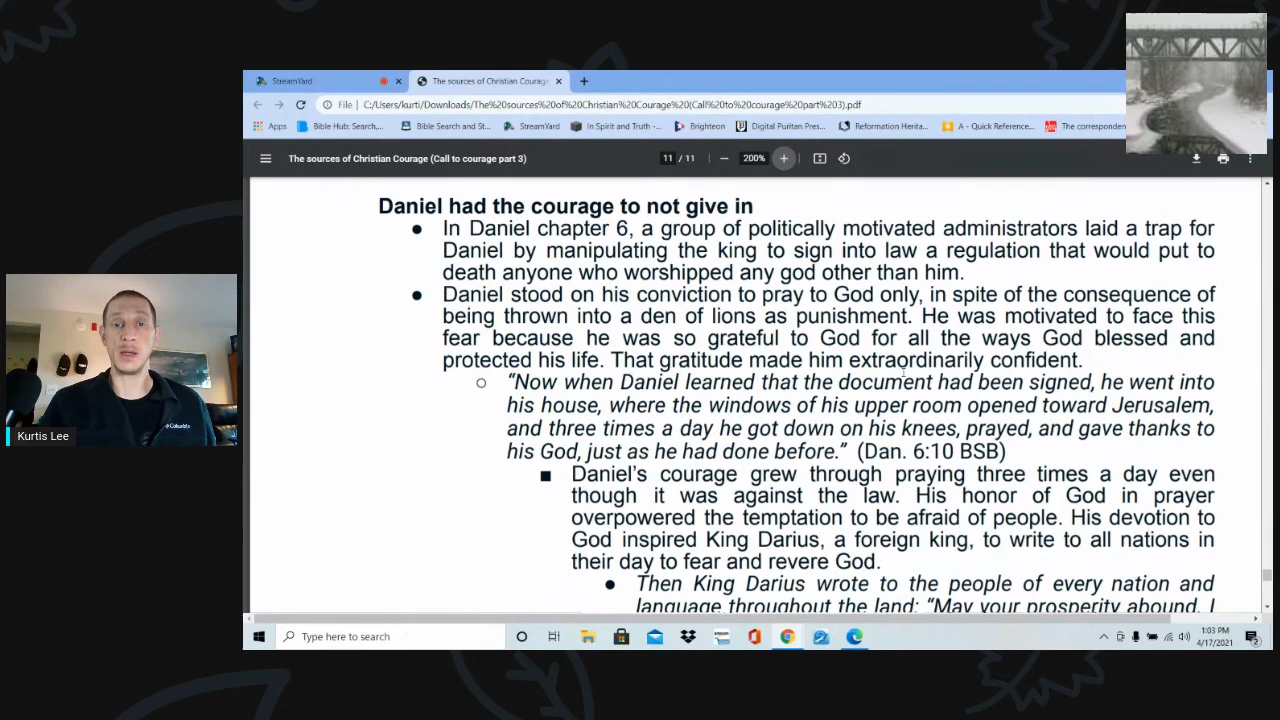 StreamYard
The sources of Christian Courage
File
C:/Users/kurti/Downloads/The%20sources%20of%20Christian%20Courage%20(Call%20to%20courage%20part%203).pdf
Apps
Bible Hub: Search,...
Bible Search and St...
StreamYard
In Spirit and Truth -...
Brighteon
Digital Puritan Pres...
Reformation Herita...
A - Quick Reference...
The corresponden
The sources of Christian Courage (Call to courage part 3)
11 / 11
200%
Daniel had the courage to not give in
● In Daniel chapter 6, a group of politically motivated administrators laid a trap for
Daniel by manipulating the king to sign into law a regulation that would put to
death anyone who worshipped any god other than him.
● Daniel stood on his conviction to pray to God only, in spite of the consequence of
being thrown into a den of lions as punishment. He was motivated to face this
fear because he was so grateful to God for all the ways God blessed and
protected his life. That gratitude made him extraordinarily confident.
○ “Now when Daniel learned that the document had been signed, he went into
his house, where the windows of his upper room opened toward Jerusalem,
and three times a day he got down on his knees, prayed, and gave thanks to
his God, just as he had done before.” (Dan. 6:10 BSB)
■ Daniel’s courage grew through praying three times a day even
though it was against the law. His honor of God in prayer
overpowered the temptation to be afraid of people. His devotion to
God inspired King Darius, a foreign king, to write to all nations in
their day to fear and revere God.
● Then King Darius wrote to the people of every nation and
language throughout the land: “May your prosperity abound. I
Columbia
Kurtis Lee
Type here to search
1:03 PM
4/17/2021